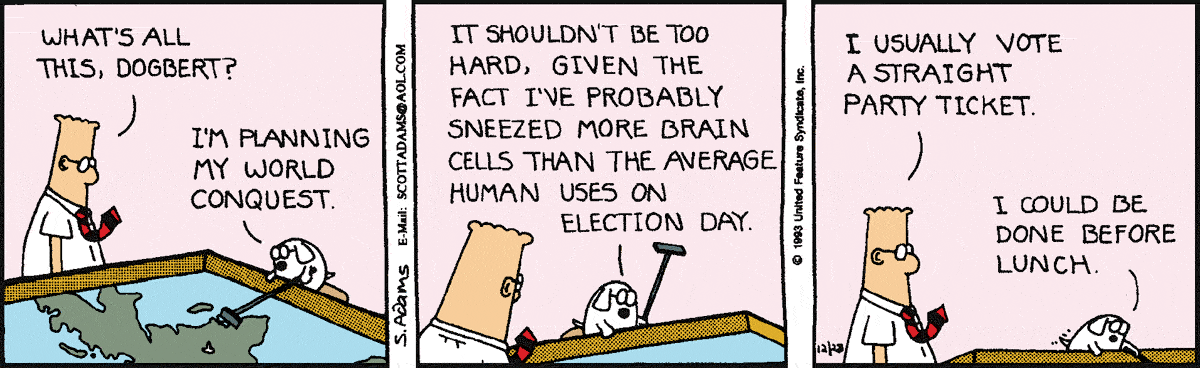 WHAT'S ALL
THIS, DOGBERT?
I'M PLANNING
MY WORLD
CONQUEST.
S.Adams E-Mail: SCOTTADAMS@AOL.COM
IT SHOULDN'T BE TOO
HARD, GIVEN THE
FACT I'VE PROBABLY
SNEEZED MORE BRAIN
CELLS THAN THE AVERAGE
HUMAN USES ON
ELECTION DAY.
© 1993 United Feature Syndicate, Inc.
I USUALLY VOTE
A STRAIGHT
PARTY TICKET.
I COULD BE
DONE BEFORE
LUNCH.
12/23